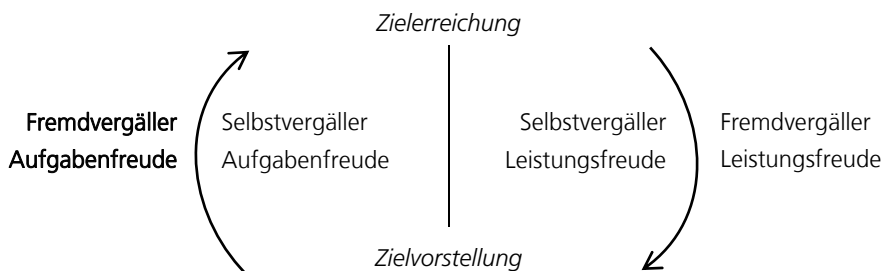 Zielerreichung
Fremdvergäller
Aufgabenfreude
Selbstvergäller
Aufgabenfreude
Selbstvergäller
Leistungsfreude
Fremdvergäller
Leistungsfreude
Zielvorstellung